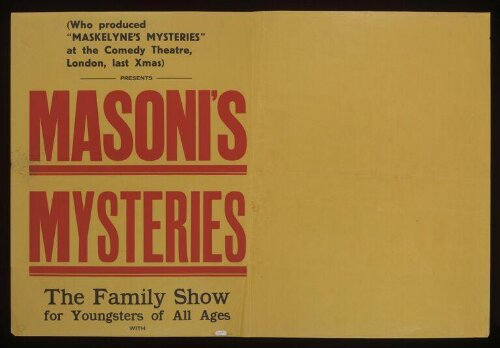 (Who produced
"MASKELYNE'S MYSTERIES"
at the Comedy Theatre,
London, last Xmas)
PRESENTS
MASONI'S
MYSTERIES
The Family Show
for Youngsters of All Ages
WITH